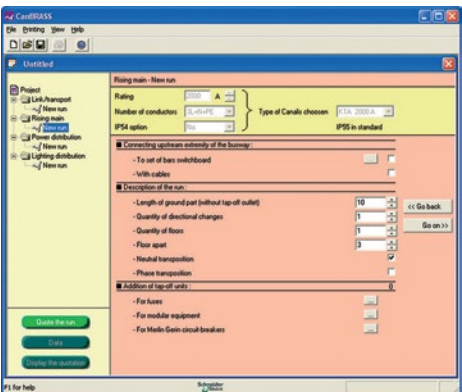 CanBRASS
File Printing View Help
Untitled
Project
Link/transport
New run
Rising main
New run
Power distribution
New run
Lighting distribution
New run
Rising main - New run
Rating 2000 A
Number of conductors 3L+N+PE Type of Canalis choosen KTA 2000 A
IP54 option No IP55 in standard
Connecting upstream extremity of the busway :
- To set of bars switchboard ...
- With cables
Description of the run :
- Length of ground part (without tap-off outlet) 10
- Quantity of directional changes 1
- Quantity of floors 1
- Floor apart 3
- Neutral transposition
- Phase transposition
Addition of tap-off units : 0
- For fuses ...
- For modular equipment ...
- For Merlin Gerin circuit-breakers ...
<< Go back
Go on >>
Quote the run
Data
Display the quotation
F1 for help
Schneider Electric